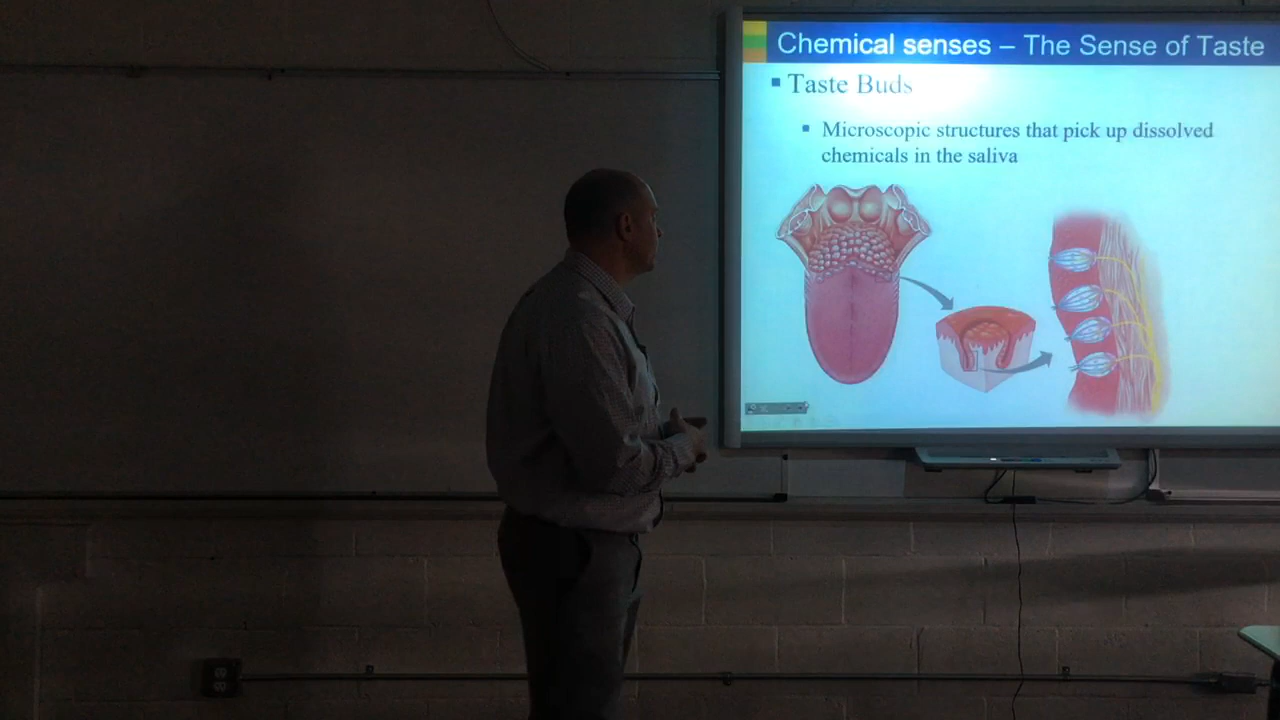 Chemical senses – The Sense of Taste
Taste Buds
Microscopic structures that pick up dissolved
chemicals in the saliva